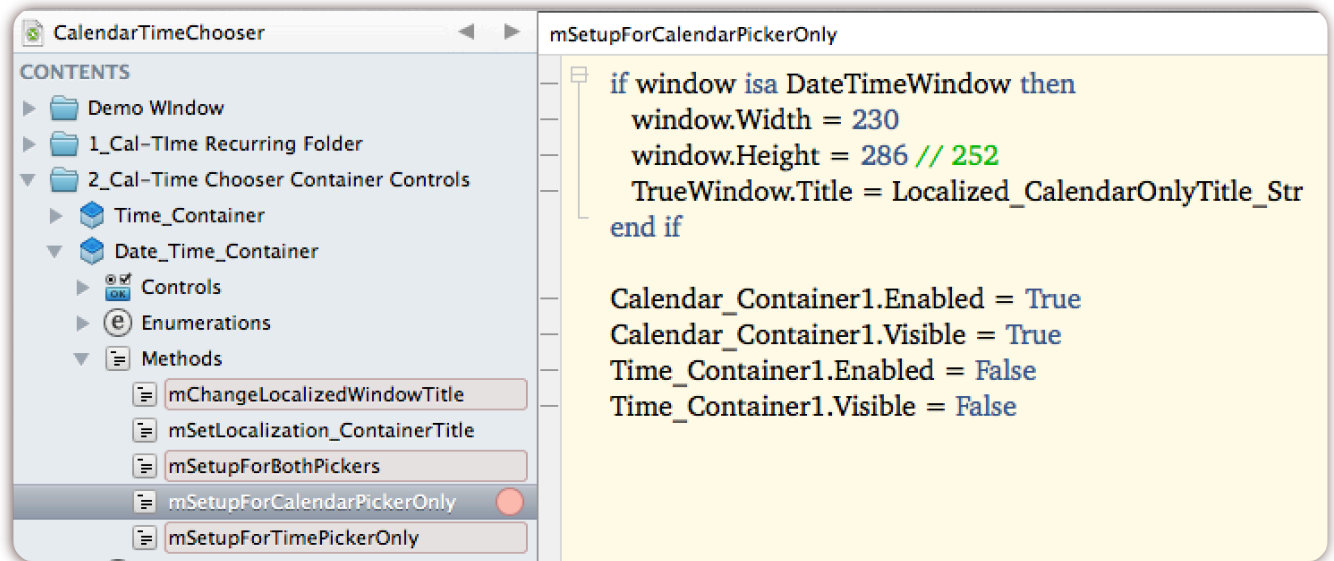 CalendarTimeChooser
CONTENTS
Demo WIndow
1_Cal-TIme Recurring Folder
2_Cal-Time Chooser Container Controls
Time_Container
Date_Time_Container
OK
Controls
e
Enumerations
Methods
mChangeLocalizedWindowTitle
mSetLocalization_ContainerTitle
mSetupForBothPickers
mSetupForCalendarPickerOnly
mSetupForTimePickerOnly
mSetupForCalendarPickerOnly
if window isa DateTimeWindow then
window.Width = 230
window.Height = 286 // 252
TrueWindow.Title = Localized_CalendarOnlyTitle_Str
end if
Calendar_Container1.Enabled = True
Calendar_Container1.Visible = True
Time_Container1.Enabled = False
Time_Container1.Visible = False